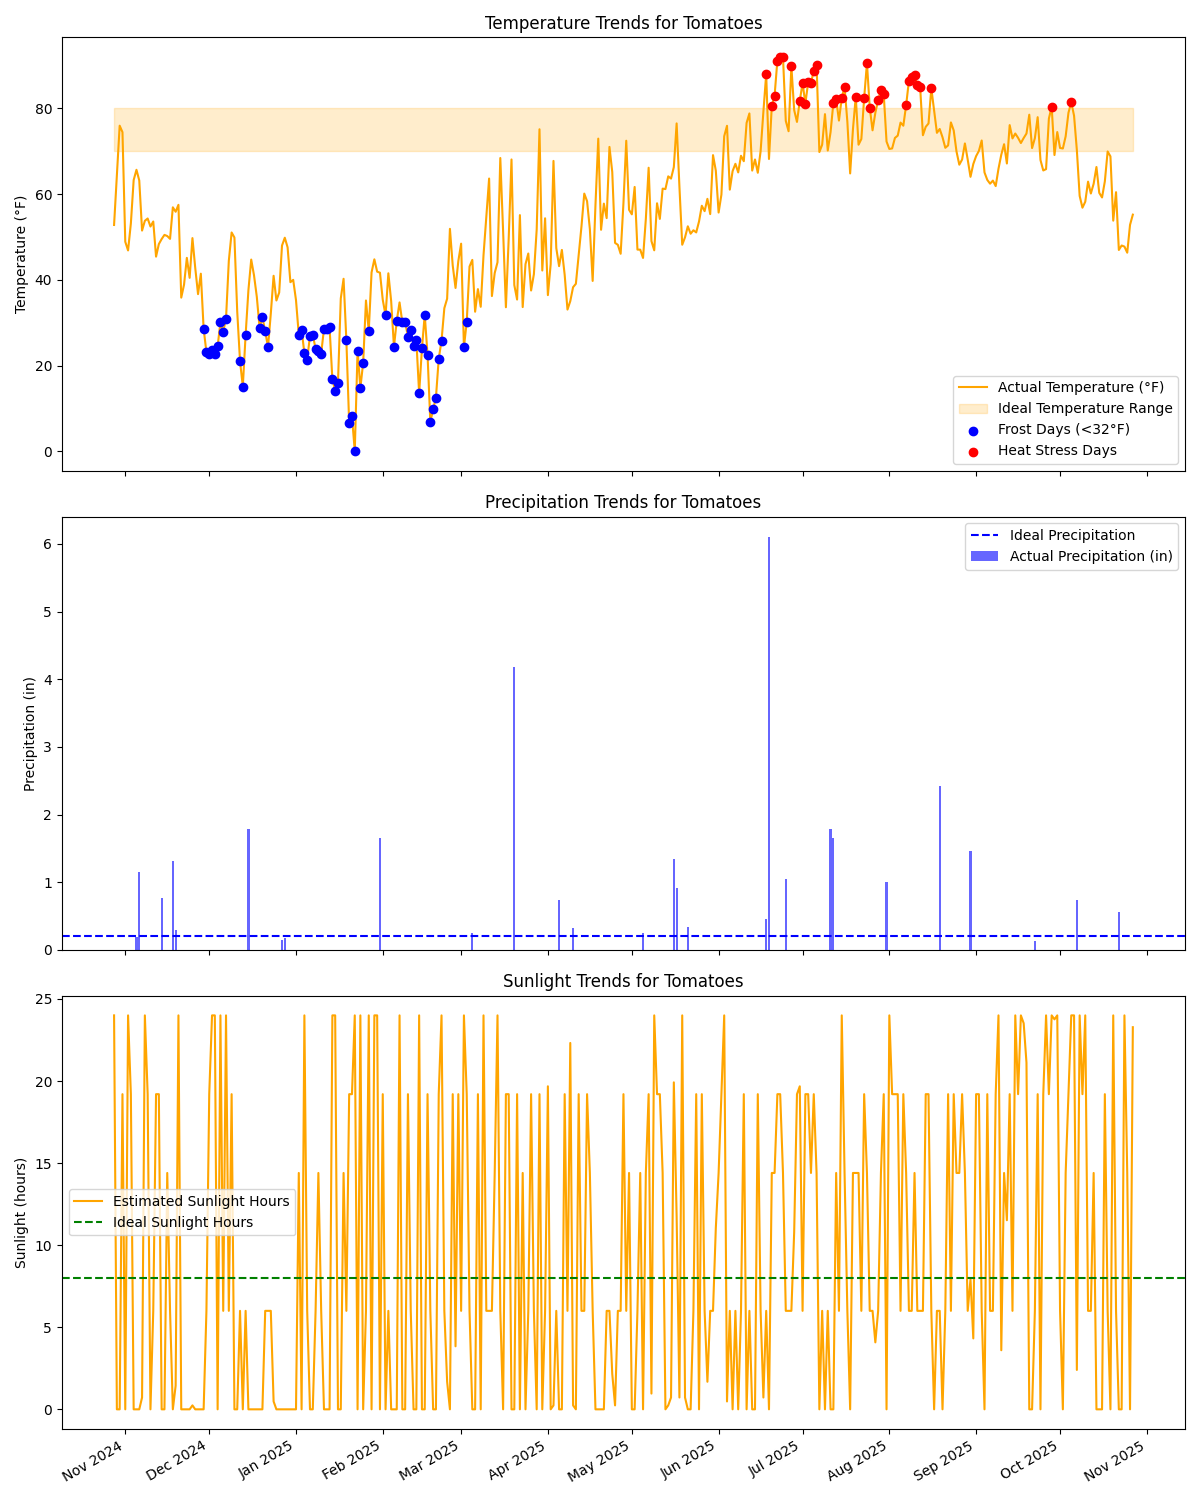 Temperature Trends for Tomatoes
Temperature (°F)
80
60
40
20
0
Actual Temperature (°F)
Ideal Temperature Range
Frost Days (<32°F)
Heat Stress Days
Precipitation Trends for Tomatoes
Precipitation (in)
6
5
4
3
2
1
0
Ideal Precipitation
Actual Precipitation (in)
Sunlight Trends for Tomatoes
Sunlight (hours)
25
20
15
10
5
0
Estimated Sunlight Hours
Ideal Sunlight Hours
Nov 2024
Dec 2024
Jan 2025
Feb 2025
Mar 2025
Apr 2025
May 2025
Jun 2025
Jul 2025
Aug 2025
Sep 2025
Oct 2025
Nov 2025